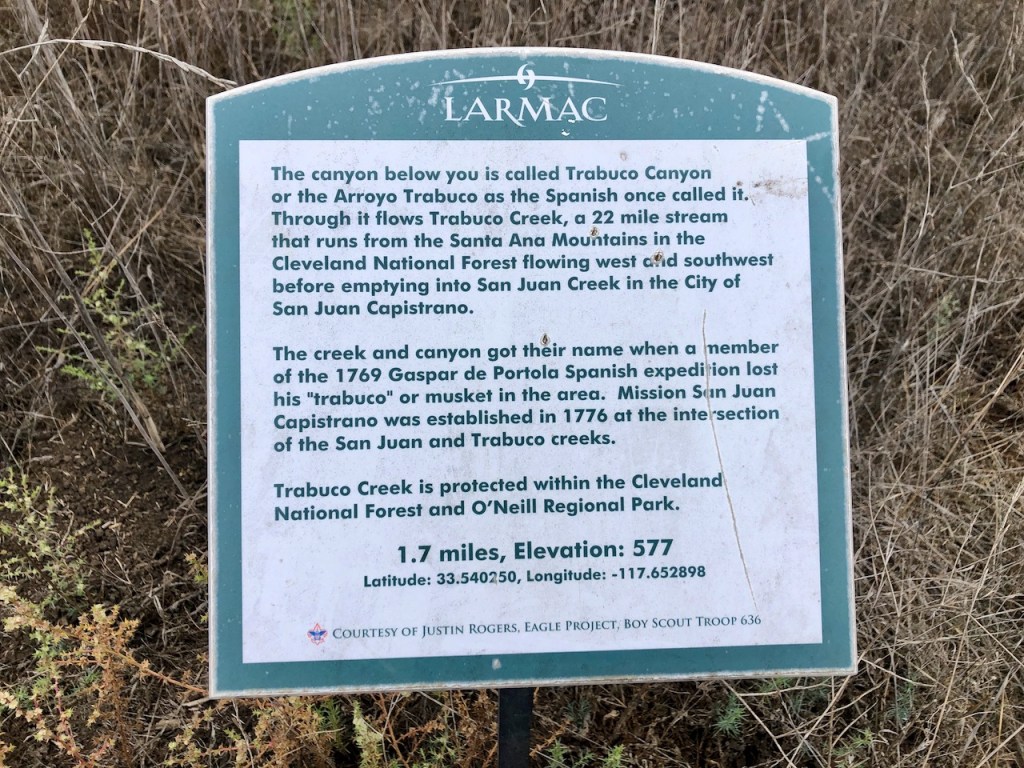 LARMAC
The canyon below you is called Trabuco Canyon
or the Arroyo Trabuco as the Spanish once called it.
Through it flows Trabuco Creek, a 22 mile stream
that runs from the Santa Ana Mountains in the
Cleveland National Forest flowing west and southwest
before emptying into San Juan Creek in the City of
San Juan Capistrano.
The creek and canyon got their name when a member
of the 1769 Gaspar de Portola Spanish expedition lost
his "trabuco" or musket in the area.  Mission San Juan
Capistrano was established in 1776 at the intersection
of the San Juan and Trabuco creeks.
Trabuco Creek is protected within the Cleveland
National Forest and O'Neill Regional Park.
1.7 miles, Elevation: 577
Latitude: 33.540250, Longitude: -117.652898
Courtesy of Justin Rogers, Eagle Project, Boy Scout Troop 636